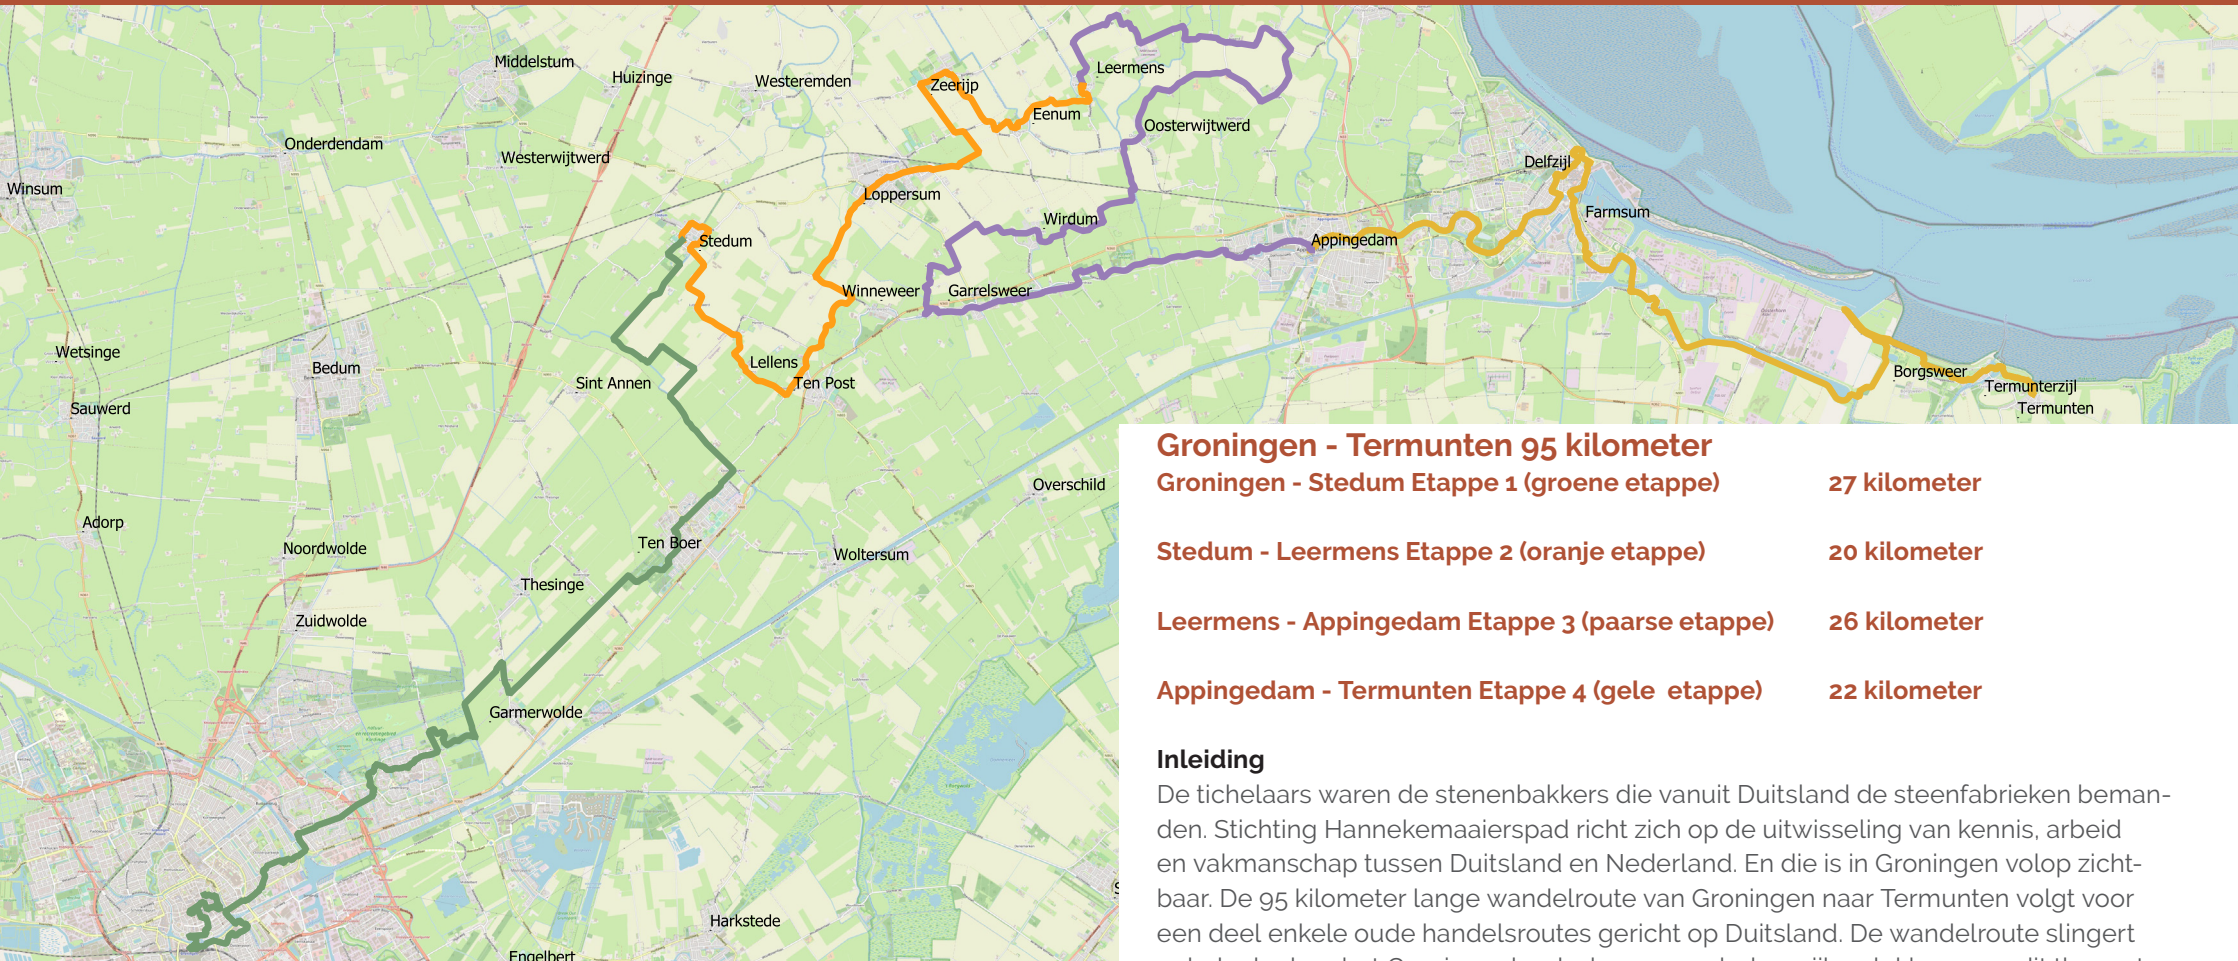 Middelstum
Huizinge
Westeremden
Zeerijp
Leermens
Eenum
Onderdendam
Westerwijtwerd
Oosterwijtwerd
Delfzijl
Winsum
Loppersum
Wirdum
Farmsum
Stedum
Appingedam
Winneweer
Garrelsweer
Wetsinge
Bedum
Lellens
Sint Annen
Ten Post
Borgsweer
Termunterzijl
Termunten
Sauwerd
Overschild
Adorp
Noordwolde
Ten Boer
Woltersum
Thesinge
Zuidwolde
Garmerwolde
Harkstede
Engelbert
Groningen - Termunten 95 kilometer
Groningen - Stedum Etappe 1 (groene etappe) 27 kilometer
Stedum - Leermens Etappe 2 (oranje etappe) 20 kilometer
Leermens - Appingedam Etappe 3 (paarse etappe) 26 kilometer
Appingedam - Termunten Etappe 4 (gele  etappe) 22 kilometer
Inleiding
De tichelaars waren de stenenbakkers die vanuit Duitsland de steenfabrieken beman-
den. Stichting Hannekemaaierspad richt zich op de uitwisseling van kennis, arbeid
en vakmanschap tussen Duitsland en Nederland. En die is in Groningen volop zicht-
baar. De 95 kilometer lange wandelroute van Groningen naar Termunten volgt voor
een deel enkele oude handelsroutes gericht op Duitsland. De wandelroute slingert